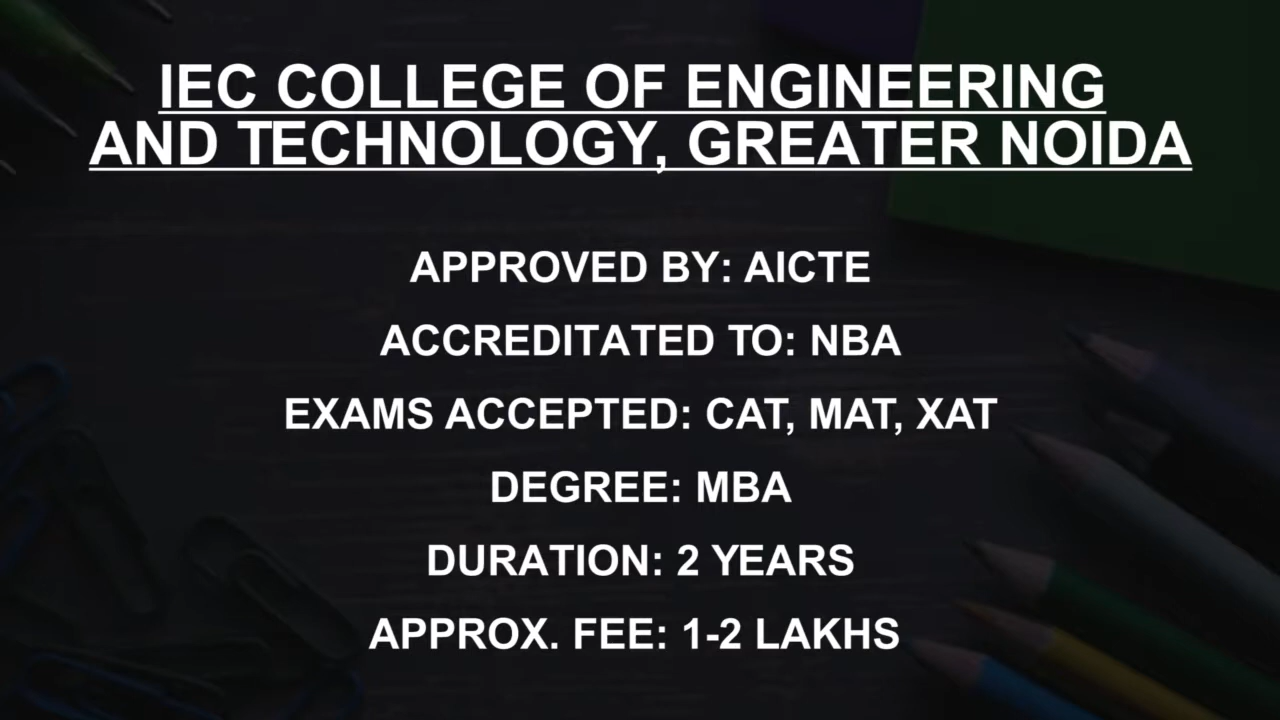 IEC COLLEGE OF ENGINEERING
AND TECHNOLOGY, GREATER NOIDA
APPROVED BY: AICTE
ACCREDITATED TO: NBA
EXAMS ACCEPTED: CAT, MAT, XAT
DEGREE: MBA
DURATION: 2 YEARS
APPROX. FEE: 1-2 LAKHS